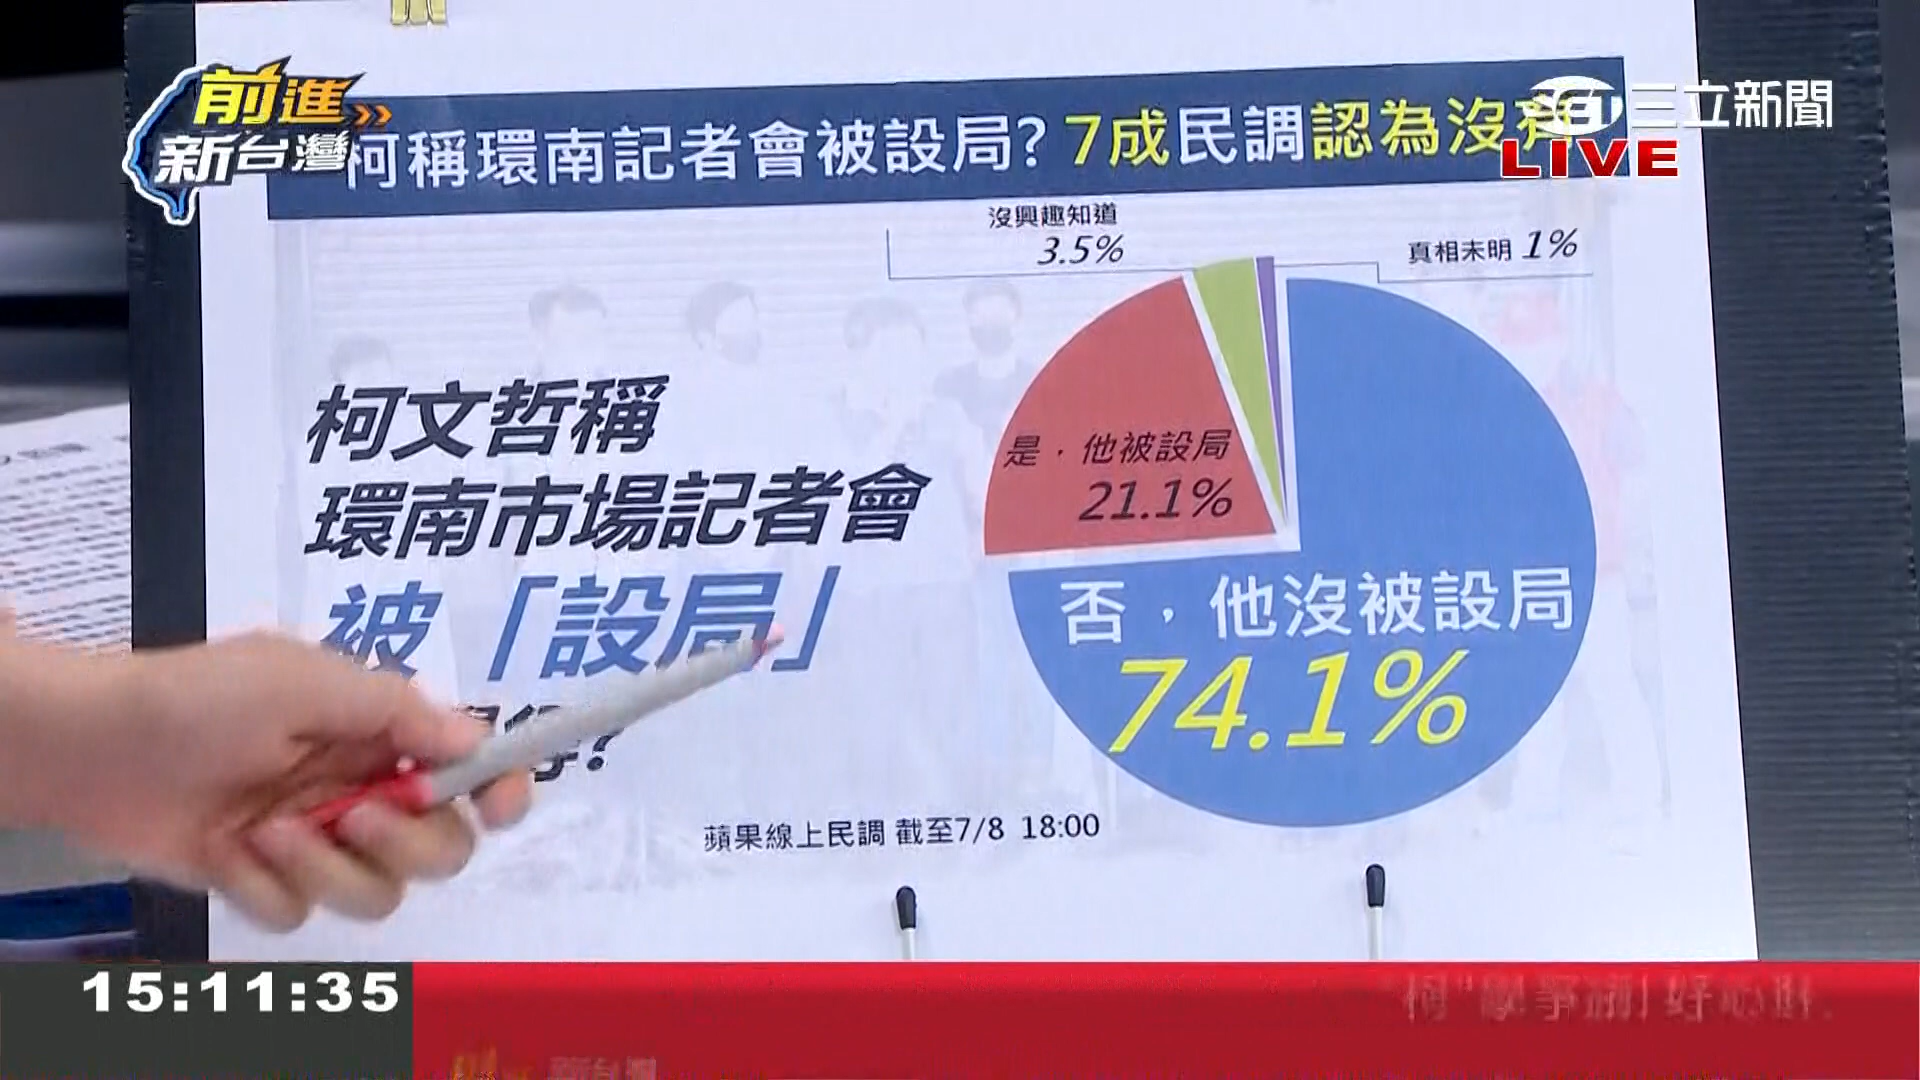 前進
新台灣
柯稱環南記者會被設局? 7成民調認為沒有
三立新聞
LIVE
沒興趣知道
3.5%
真相未明 1%
是，他被設局
21.1%
否，他沒被設局
74.1%
柯文哲稱
環南市場記者會
被「設局」
?
蘋果線上民調 截至7/8 18:00
15:11:35